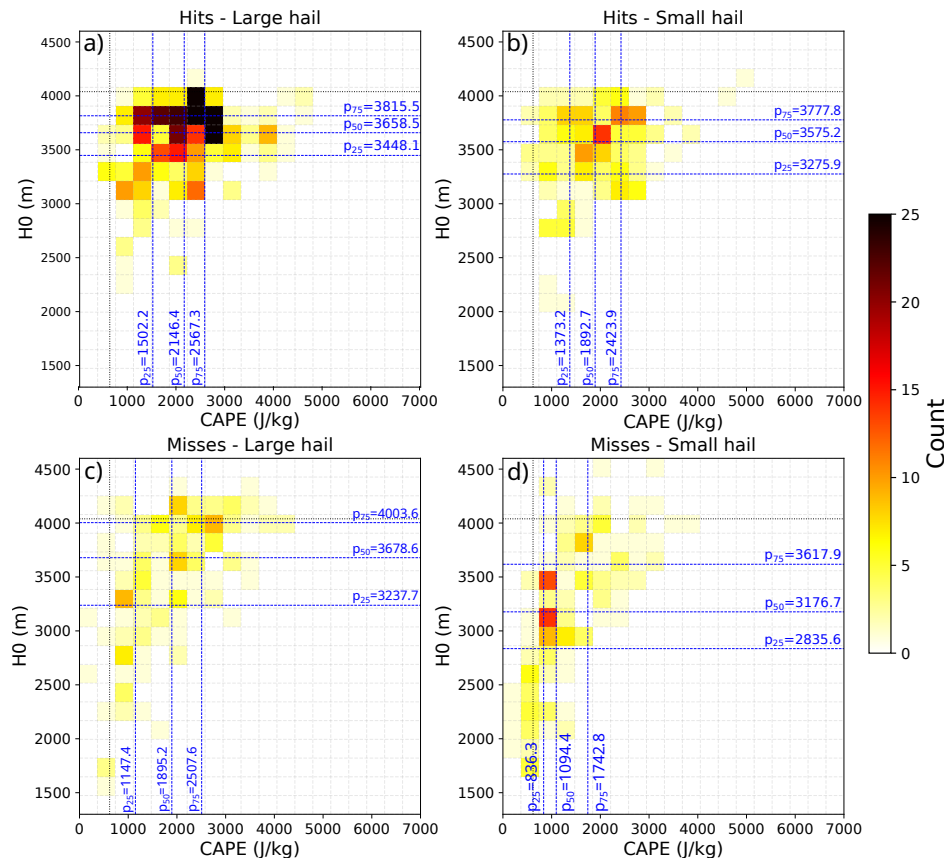 Hits - Large hail
Hits - Small hail
a)
b)
4500
4000
3500
3000
2500
2000
1500
H0 (m)
p75=3815.5
p50=3658.5
p25=3448.1
p25=1502.2
p50=2146.4
p75=2567.3
0 1000 2000 3000 4000 5000 6000 7000
CAPE (J/kg)
4500
4000
3500
3000
2500
2000
1500
H0 (m)
p75=3777.8
p50=3575.2
p25=3275.9
p25=1373.2
p50=1892.7
p75=2423.9
0 1000 2000 3000 4000 5000 6000 7000
CAPE (J/kg)
Misses - Large hail
Misses - Small hail
c)
d)
4500
4000
3500
3000
2500
2000
1500
H0 (m)
p75=4003.6
p50=3678.6
p25=3237.7
p25=1147.4
p50=1895.2
p75=2507.6
0 1000 2000 3000 4000 5000 6000 7000
CAPE (J/kg)
4500
4000
3500
3000
2500
2000
1500
H0 (m)
p75=3617.9
p50=3176.7
p25=2835.6
p25=836.3
p50=1094.4
p75=1742.8
0 1000 2000 3000 4000 5000 6000 7000
CAPE (J/kg)
25
20
15
10
5
0
Count